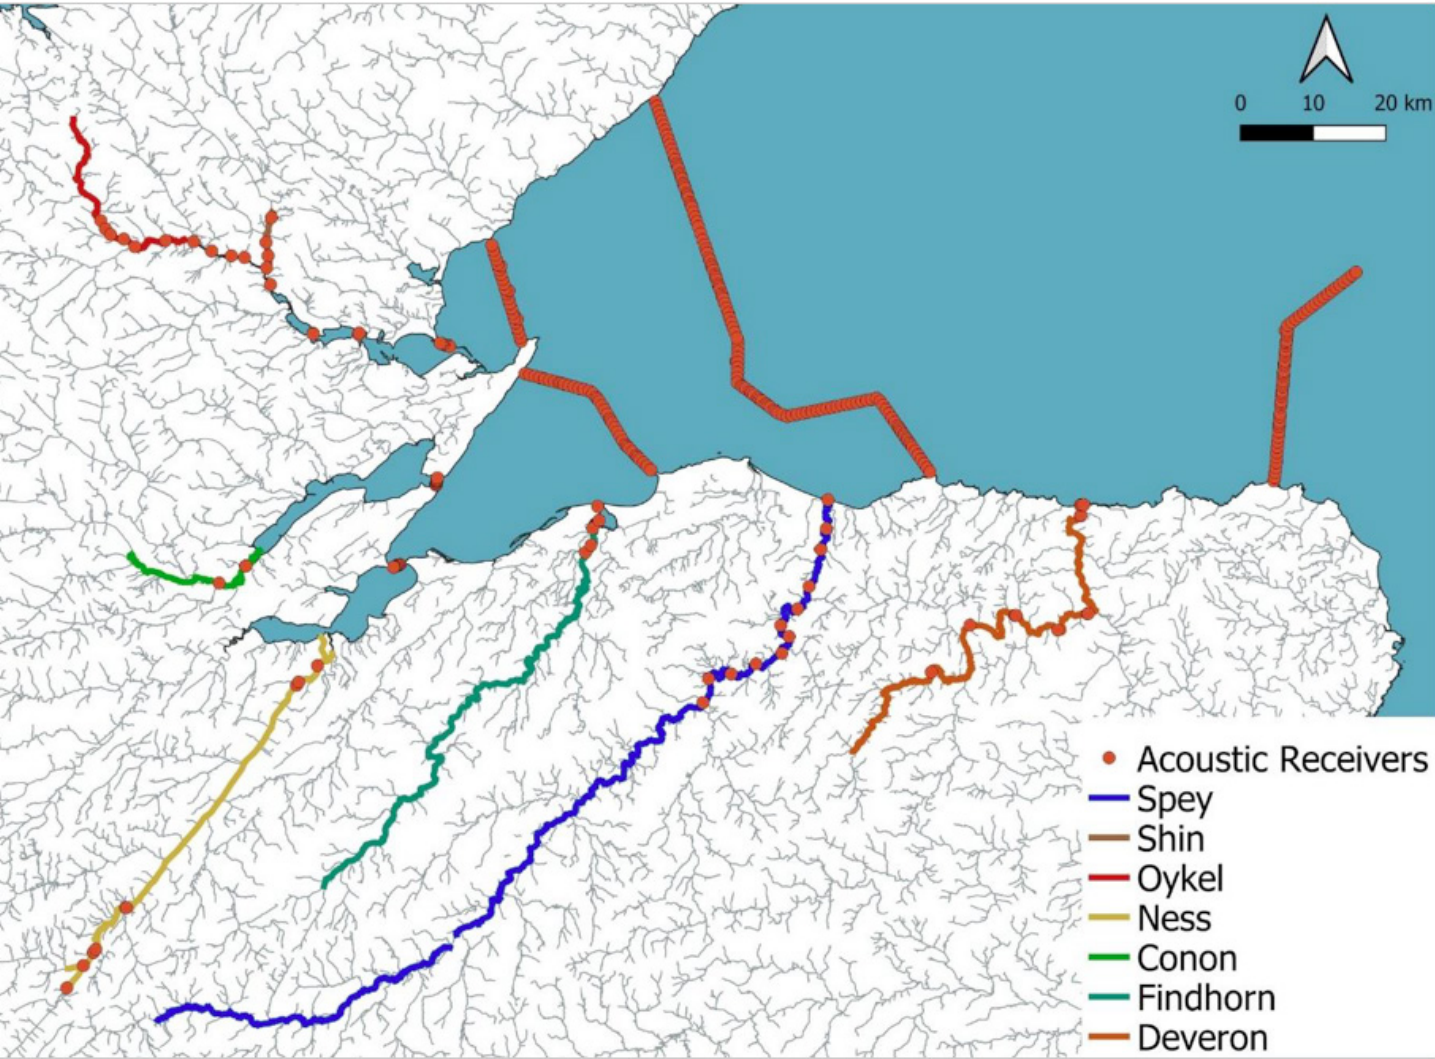 0 10 20 km
Acoustic Receivers
Spey
Shin
Oykel
Ness
Conon
Findhorn
Deveron